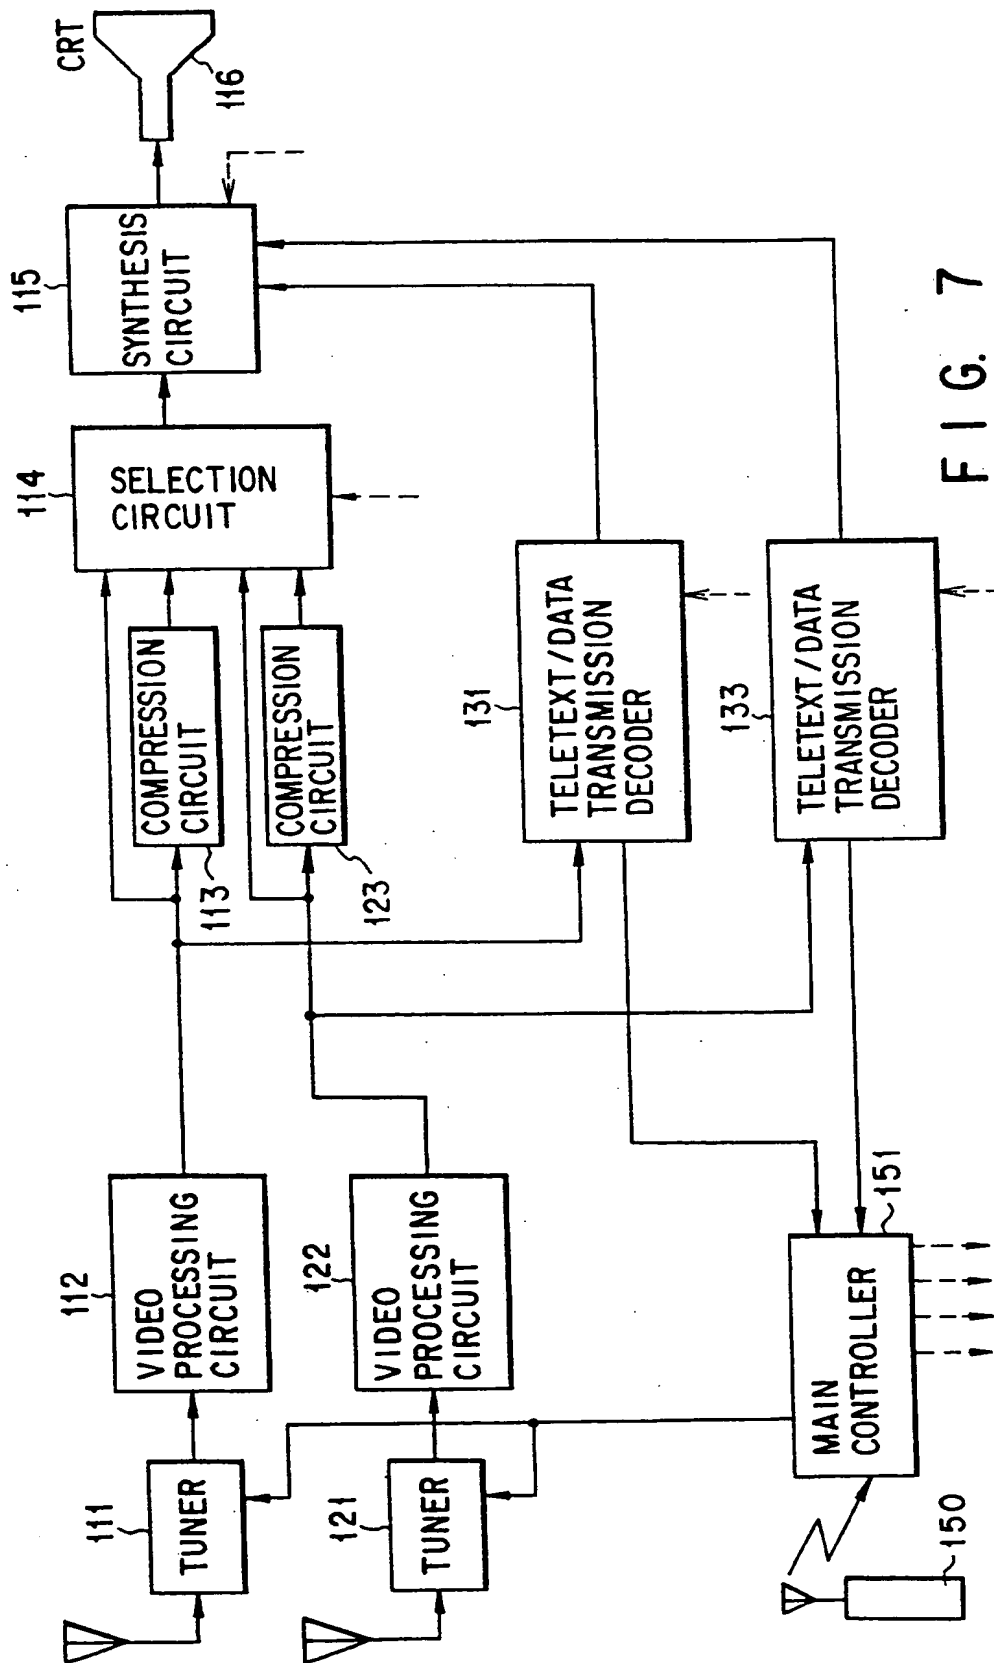 CRT
116
115
SYNTHESIS
CIRCUIT
114
SELECTION
CIRCUIT
COMPRESSION
CIRCUIT
113
COMPRESSION
CIRCUIT
123
131
TELETEXT/DATA
TRANSMISSION
DECODER
133
TELETEXT/DATA
TRANSMISSION
DECODER
112
VIDEO
PROCESSING
CIRCUIT
122
VIDEO
PROCESSING
CIRCUIT
111
TUNER
121
TUNER
151
MAIN
CONTROLLER
150
FIG. 7